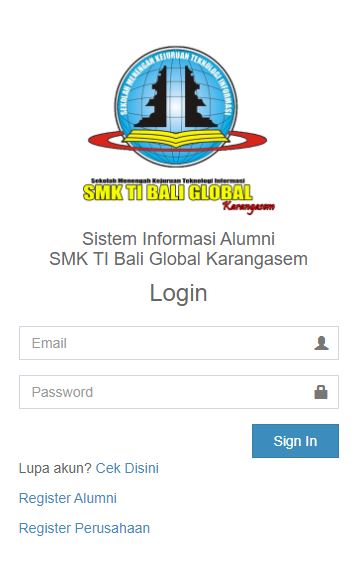 SEKOLAH MENENGAH KEJURUAN TEKNOLOGI INFORMASI
Sekolah Menengah Kejuruan Teknologi Informasi
SMK TI BALI GLOBAL
Karangasem
Sistem Informasi Alumni
SMK TI Bali Global Karangasem
Login
Email
Password
Sign In
Lupa akun? Cek Disini
Register Alumni
Register Perusahaan